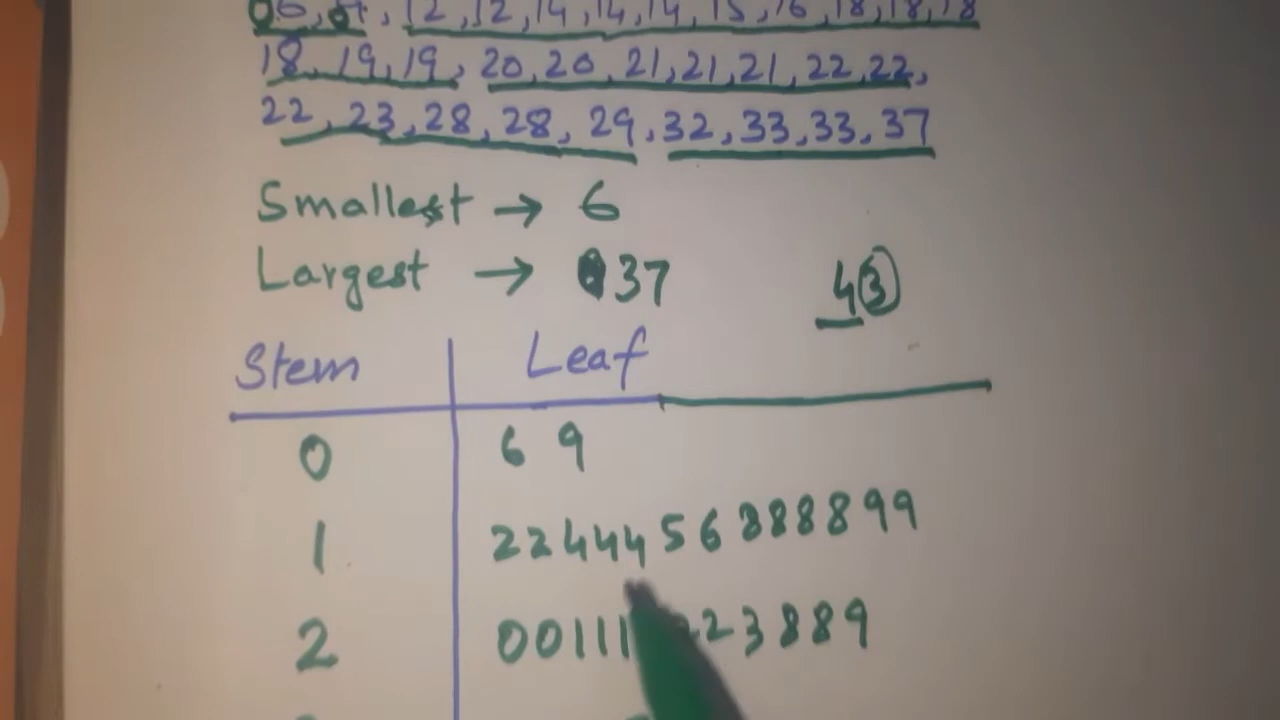 06, 12, 12, 14, 14, 14, 15, 16, 18, 18, 18
18, 19, 19, 20, 20, 21, 21, 21, 22, 22,
22, 23, 28, 28, 29, 32, 33, 33, 37
Smallest → 6
Largest → 37
43
Stem Leaf
0 6 9
1 2 2 4 4 4 5 6 8 8 8 8 9 9
2 0 0 1 1 1 2 3 8 8 9